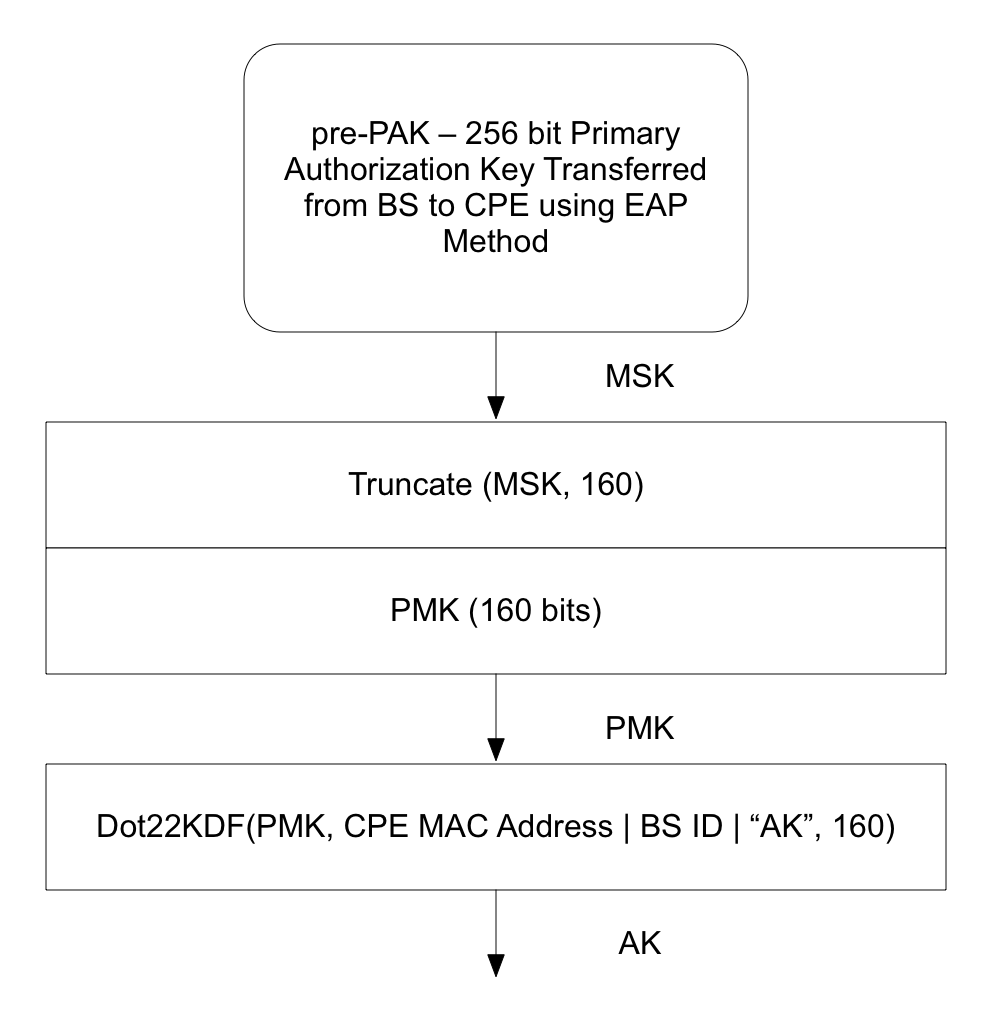 pre-PAK – 256 bit Primary
Authorization Key Transferred
from BS to CPE using EAP
Method
MSK
Truncate (MSK, 160)
PMK (160 bits)
PMK
Dot22KDF(PMK, CPE MAC Address | BS ID | “AK”, 160)
AK